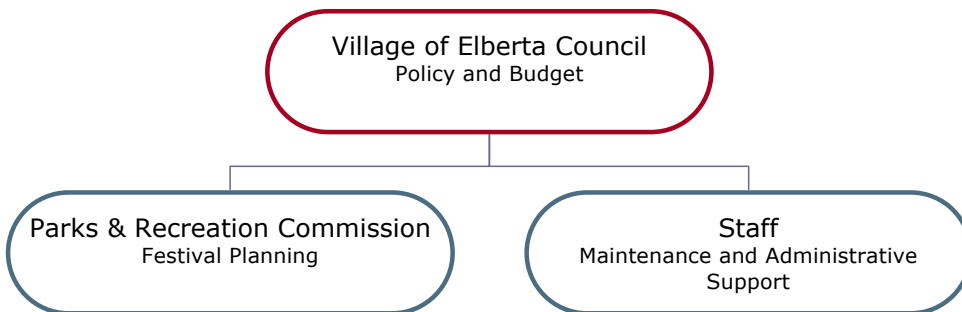 Village of Elberta Council
Policy and Budget
Parks & Recreation Commission
Festival Planning
Staff
Maintenance and Administrative
Support